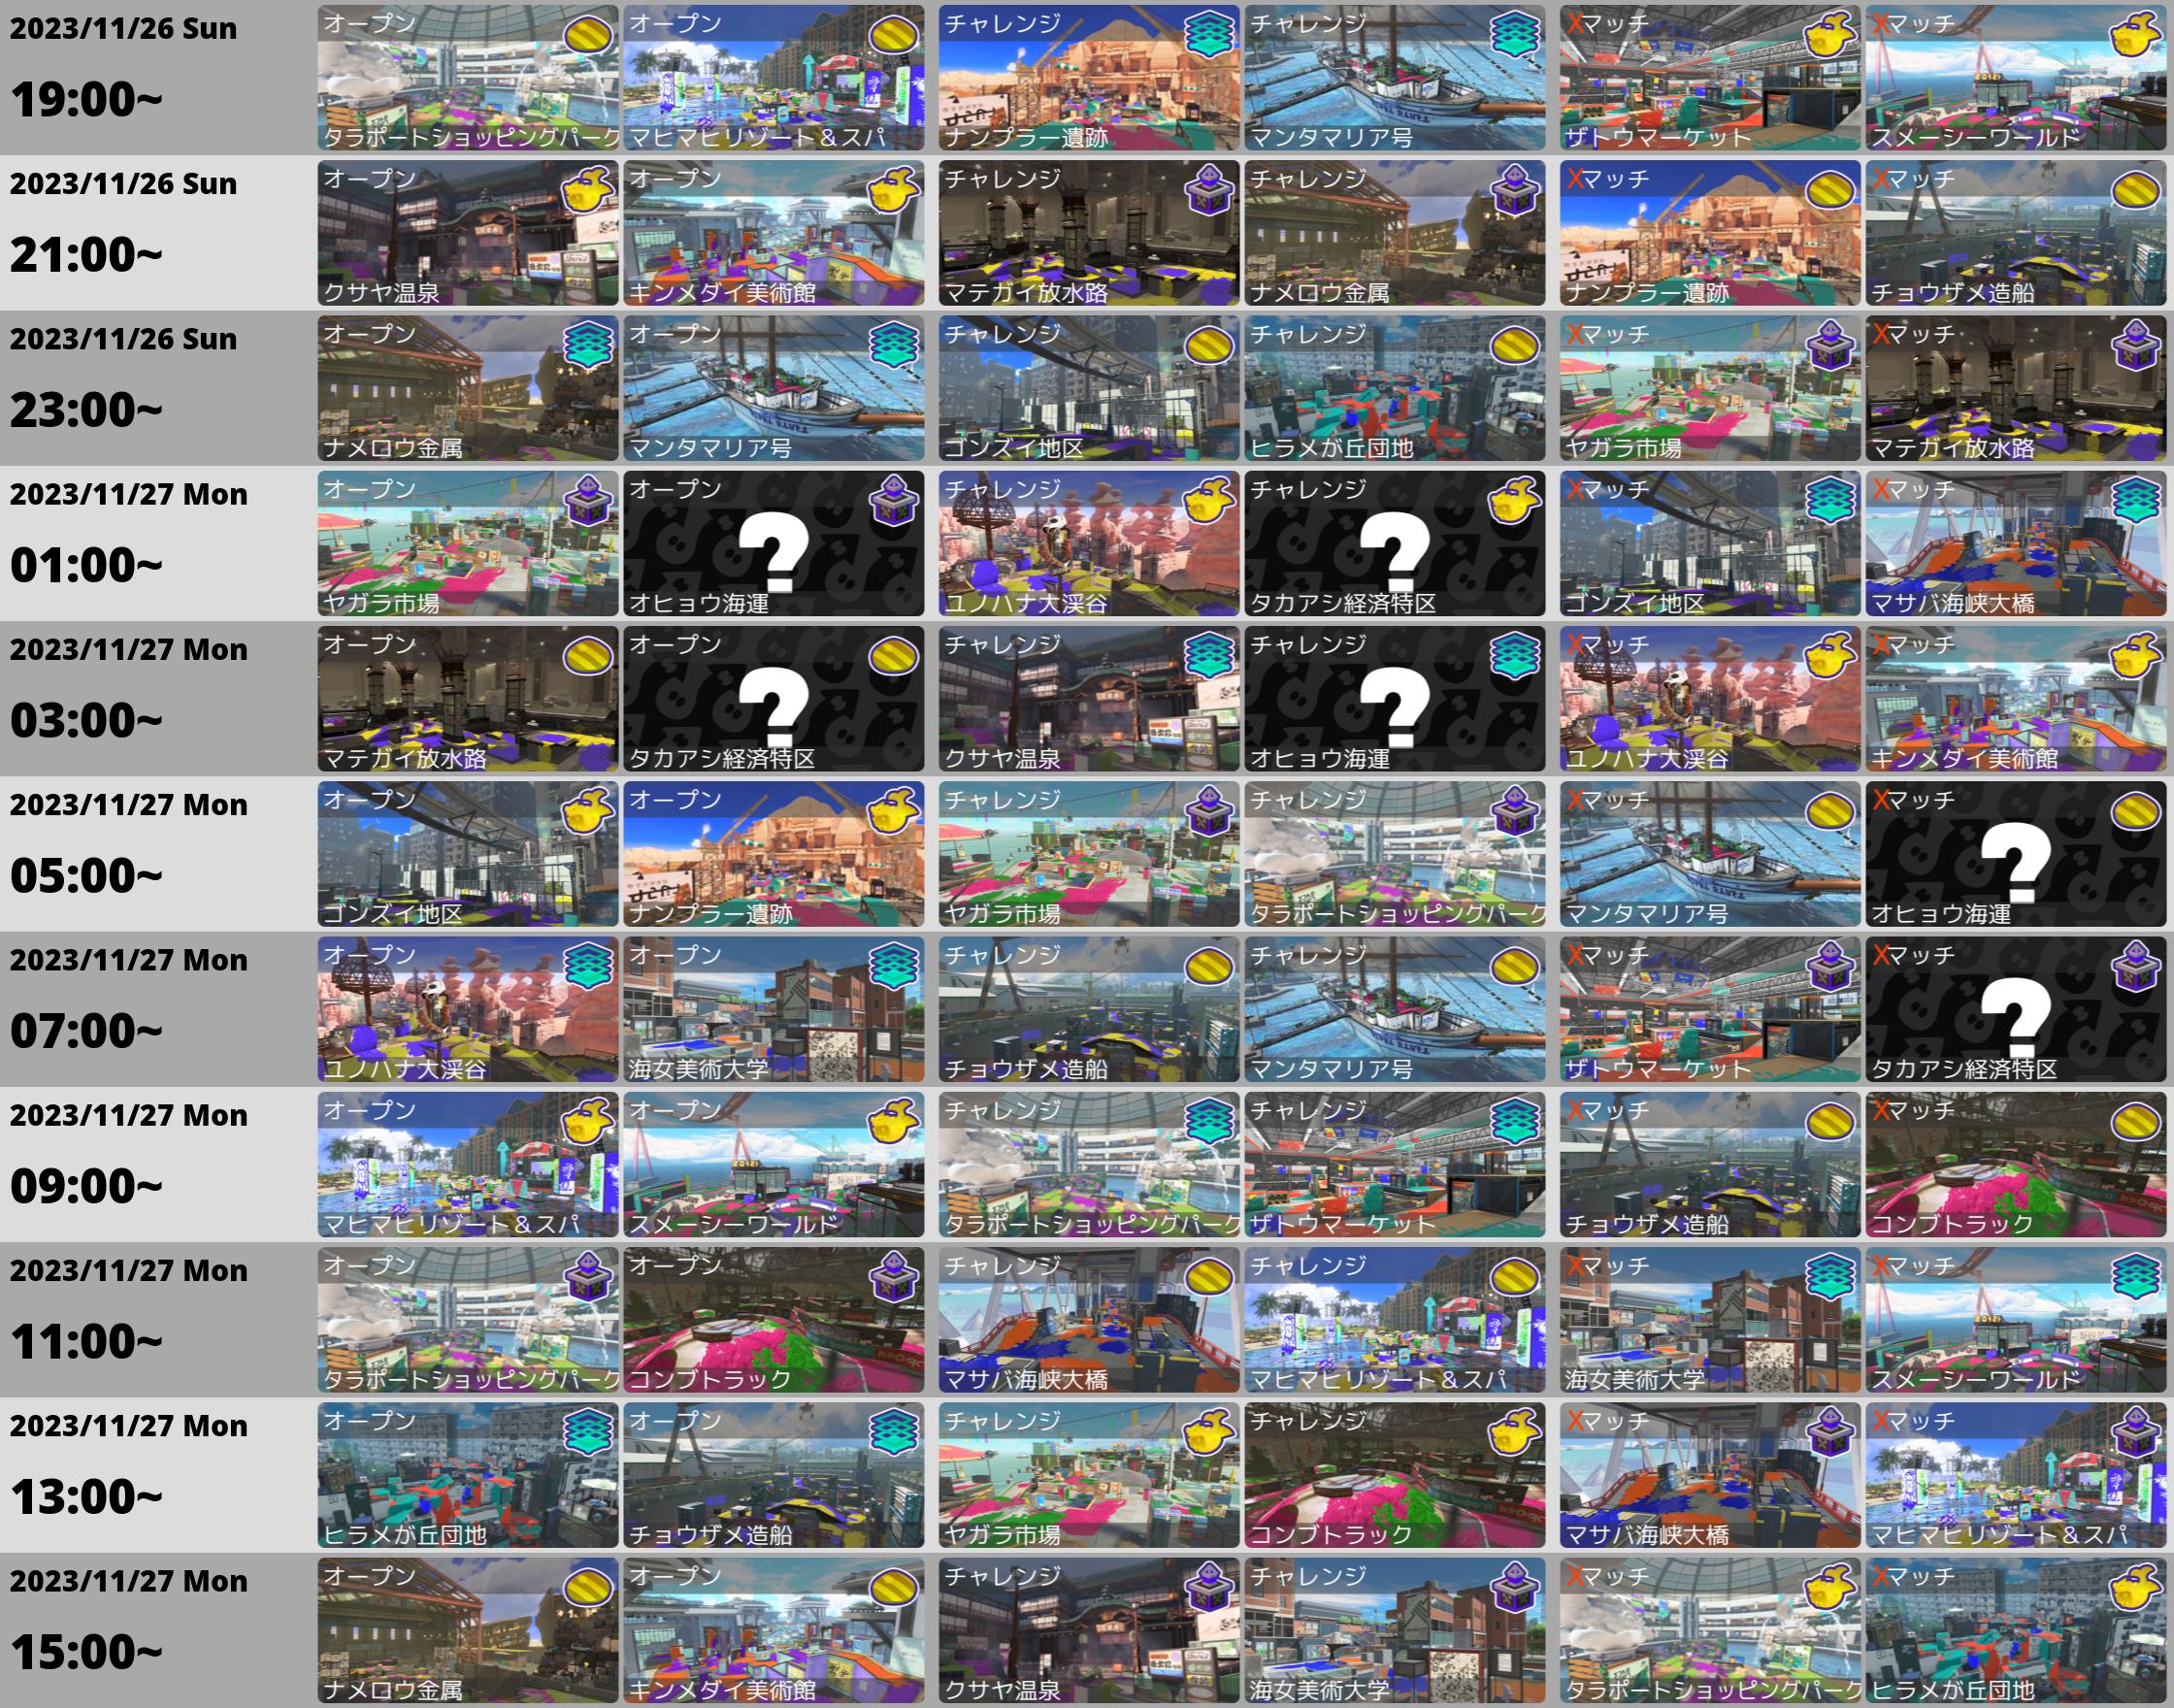 2023/11/26 Sun
19:00~
オープン オープン チャレンジ チャレンジ Xマッチ Xマッチ
タラポートショッピングパーク マヒマヒリゾート＆スパ ナンプラー遺跡 マンタマリア号 ザトウマーケット スメーシーワールド
2023/11/26 Sun
21:00~
オープン オープン チャレンジ チャレンジ Xマッチ Xマッチ
クサヤ温泉 キンメダイ美術館 マテガイ放水路 ナメロウ金属 ナンプラー遺跡 チョウザメ造船
2023/11/26 Sun
23:00~
オープン オープン チャレンジ チャレンジ Xマッチ Xマッチ
ナメロウ金属 マンタマリア号 ゴンズイ地区 ヒラメが丘団地 ヤガラ市場 マテガイ放水路
2023/11/27 Mon
01:00~
オープン オープン チャレンジ チャレンジ Xマッチ Xマッチ
ヤガラ市場 オヒョウ海運 ユノハナ大渓谷 タカアシ経済特区 ゴンズイ地区 マサバ海峡大橋
2023/11/27 Mon
03:00~
オープン オープン チャレンジ チャレンジ Xマッチ Xマッチ
マテガイ放水路 タカアシ経済特区 クサヤ温泉 オヒョウ海運 ユノハナ大渓谷 キンメダイ美術館
2023/11/27 Mon
05:00~
オープン オープン チャレンジ チャレンジ Xマッチ Xマッチ
ゴンズイ地区 ナンプラー遺跡 ヤガラ市場 タラポートショッピングパーク マンタマリア号 オヒョウ海運
2023/11/27 Mon
07:00~
オープン オープン チャレンジ チャレンジ Xマッチ Xマッチ
ユノハナ大渓谷 海女美術大学 チョウザメ造船 マンタマリア号 ザトウマーケット タカアシ経済特区
2023/11/27 Mon
09:00~
オープン オープン チャレンジ チャレンジ Xマッチ Xマッチ
マヒマヒリゾート＆スパ スメーシーワールド タラポートショッピングパーク ザトウマーケット チョウザメ造船 コンブトラック
2023/11/27 Mon
11:00~
オープン オープン チャレンジ チャレンジ Xマッチ Xマッチ
タラポートショッピングパーク コンブトラック マサバ海峡大橋 マヒマヒリゾート＆スパ 海女美術大学 スメーシーワールド
2023/11/27 Mon
13:00~
オープン オープン チャレンジ チャレンジ Xマッチ Xマッチ
ヒラメが丘団地 チョウザメ造船 ヤガラ市場 コンブトラック マサバ海峡大橋 マヒマヒリゾート＆スパ
2023/11/27 Mon
15:00~
オープン オープン チャレンジ チャレンジ Xマッチ Xマッチ
ナメロウ金属 キンメダイ美術館 クサヤ温泉 海女美術大学 タラポートショッピングパーク ヒラメが丘団地